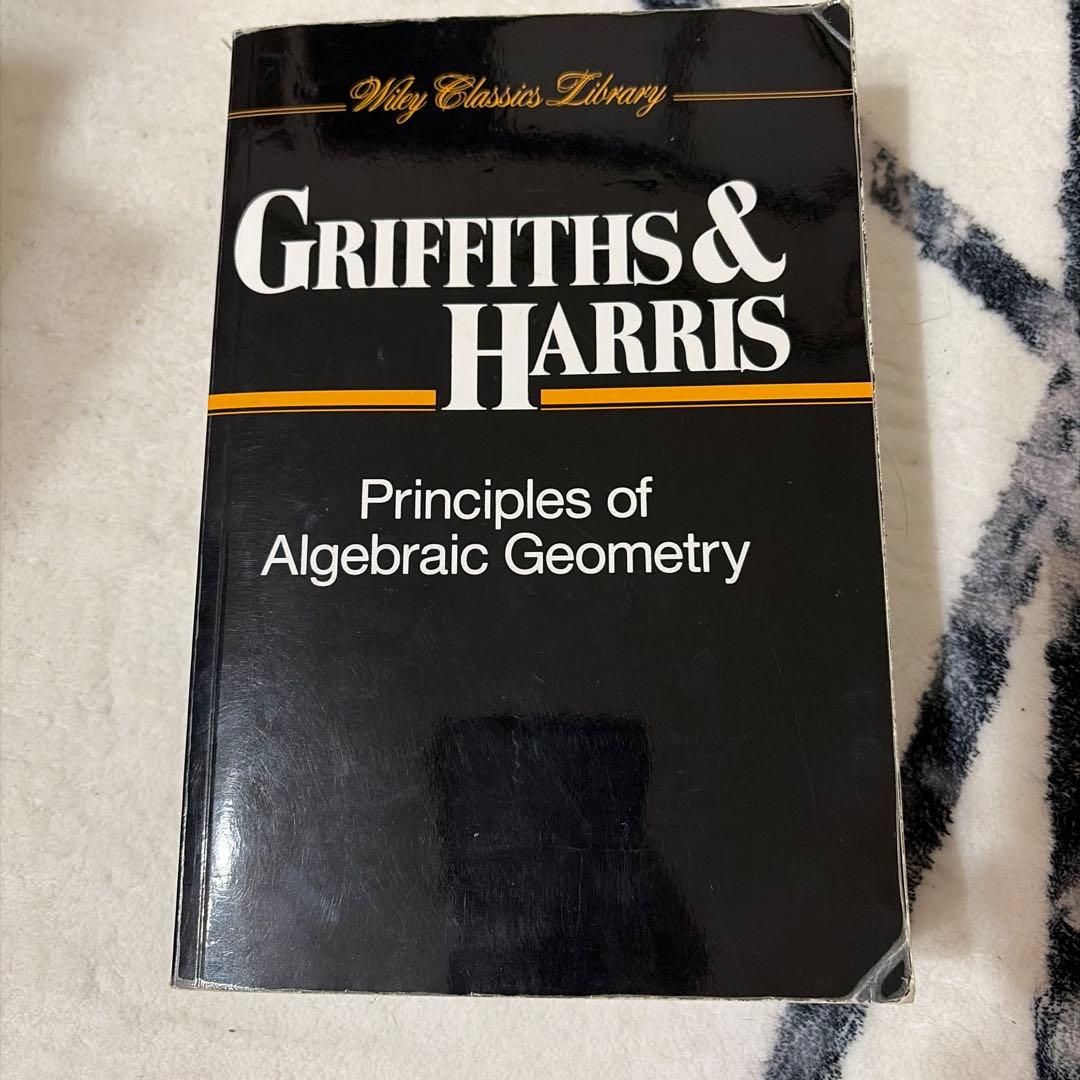 Wiley Classics Library
GRIFFITHS &
HARRIS
Principles of
Algebraic Geometry